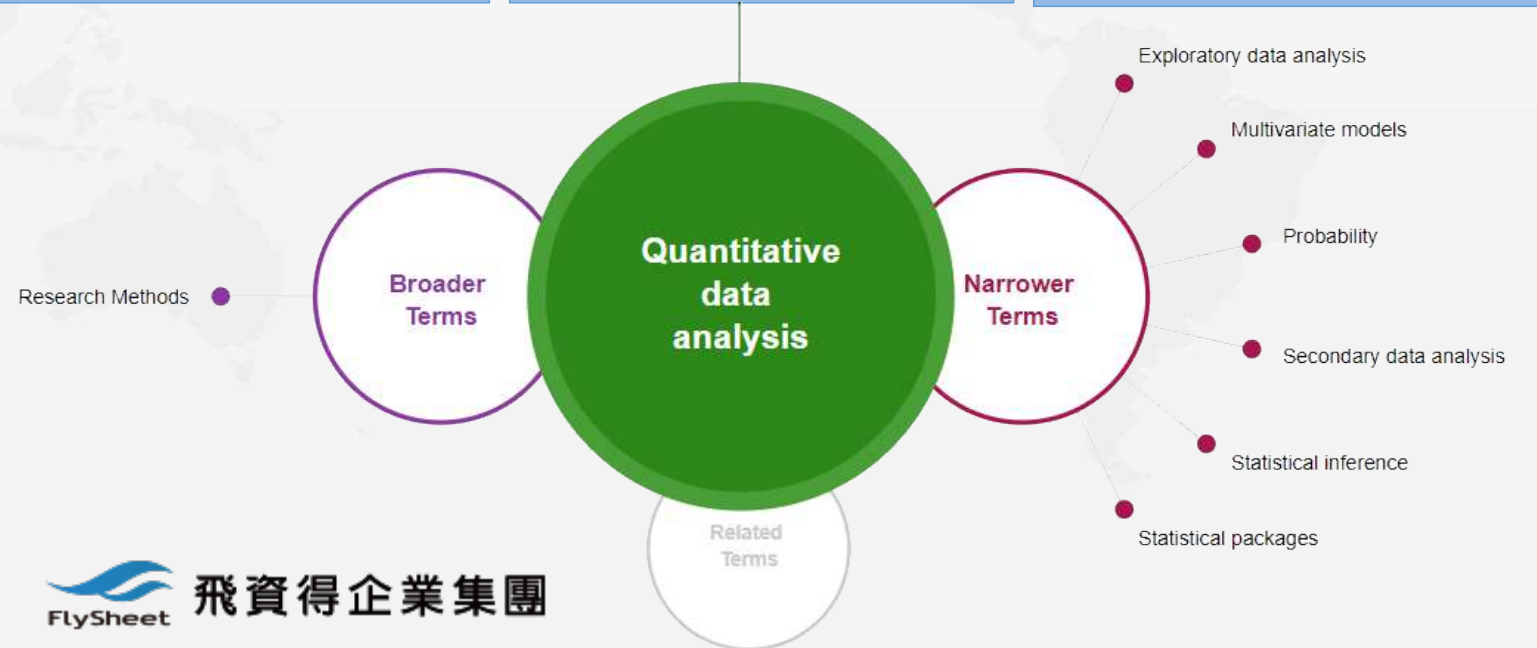 Exploratory data analysis
Multivariate models
Probability
Quantitative
data
analysis
Broader
Terms
Narrower
Terms
Research Methods
Secondary data analysis
Statistical inference
Statistical packages
Related
Terms
FlySheet
飛資得企業集團